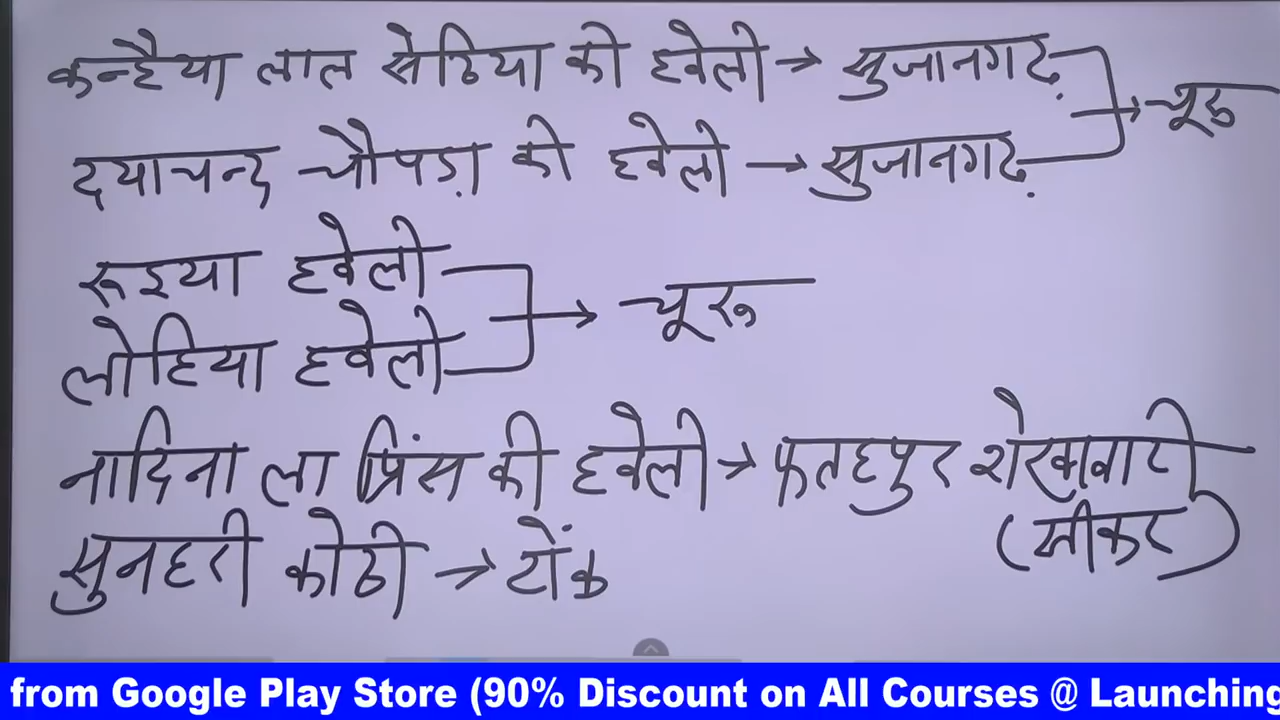 कन्हैया लाल सेठिया की हवेली → सुजानगढ़ → चूरू
दयाचन्द चौपड़ा की हवेली → सुजानगढ़
रूइया हवेली
लोहिया हवेली → चूरू
नादिना ला प्रिंस की हवेली → फतहपुर शेखावाटी
(सीकर)
सुनहरी कोठी → टोंक
from Google Play Store (90% Discount on All Courses @ Launching